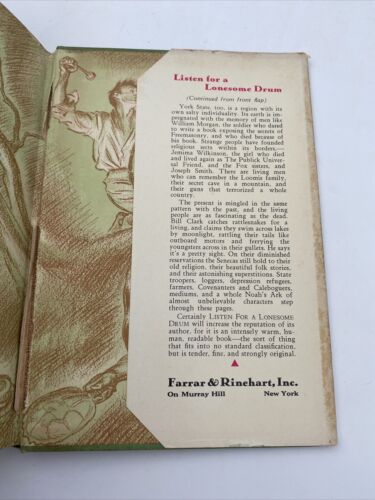 Listen for a
Lonesome Drum
(Continued from front flap)
York State, too, is a region with its
own salty individuality. Its earth is im-
pregnated with the memory of men like
William Morgan, the soldier who dared
to write a book exposing the secrets of
Freemasonry, and who died because of
his book. Strange people have founded
religious sects within its borders,—
Jemima Wilkinson, the girl who died
and lived again as The Publick Univer-
sal Friend, and the Fox sisters, and
Joseph Smith. There are living men
who can remember the Loomis family,
their secret cave in a mountain, and
their guns that terrorized a whole
country.
The present is mingled in the same
pattern with the past, and the living
people are as fascinating as the dead.
Bill Clark catches rattlesnakes for a
living, and claims they swim across lakes
by moonlight, rattling their tails like
outboard motors and ferrying the
youngsters across in their gullets. He says
it's a pretty sight. On their diminished
reservations the Senecas still hold to their
old religion, their beautiful folk stories,
and their astonishing superstitions. State
troopers, loggers, depression refugees,
farmers, Covenanters and Caleboguets,
mediums, and a whole Noah's Ark of
almost unbelievable characters step
through these pages.
Certainly LISTEN FOR A LONESOME
DRUM will increase the reputation of its
author, for it is an intensely warm, hu-
man, readable book—the sort of thing
that fits into no standard classification,
but is tender, fine, and strongly original.
Farrar & Rinehart, Inc.
On Murray Hill New York